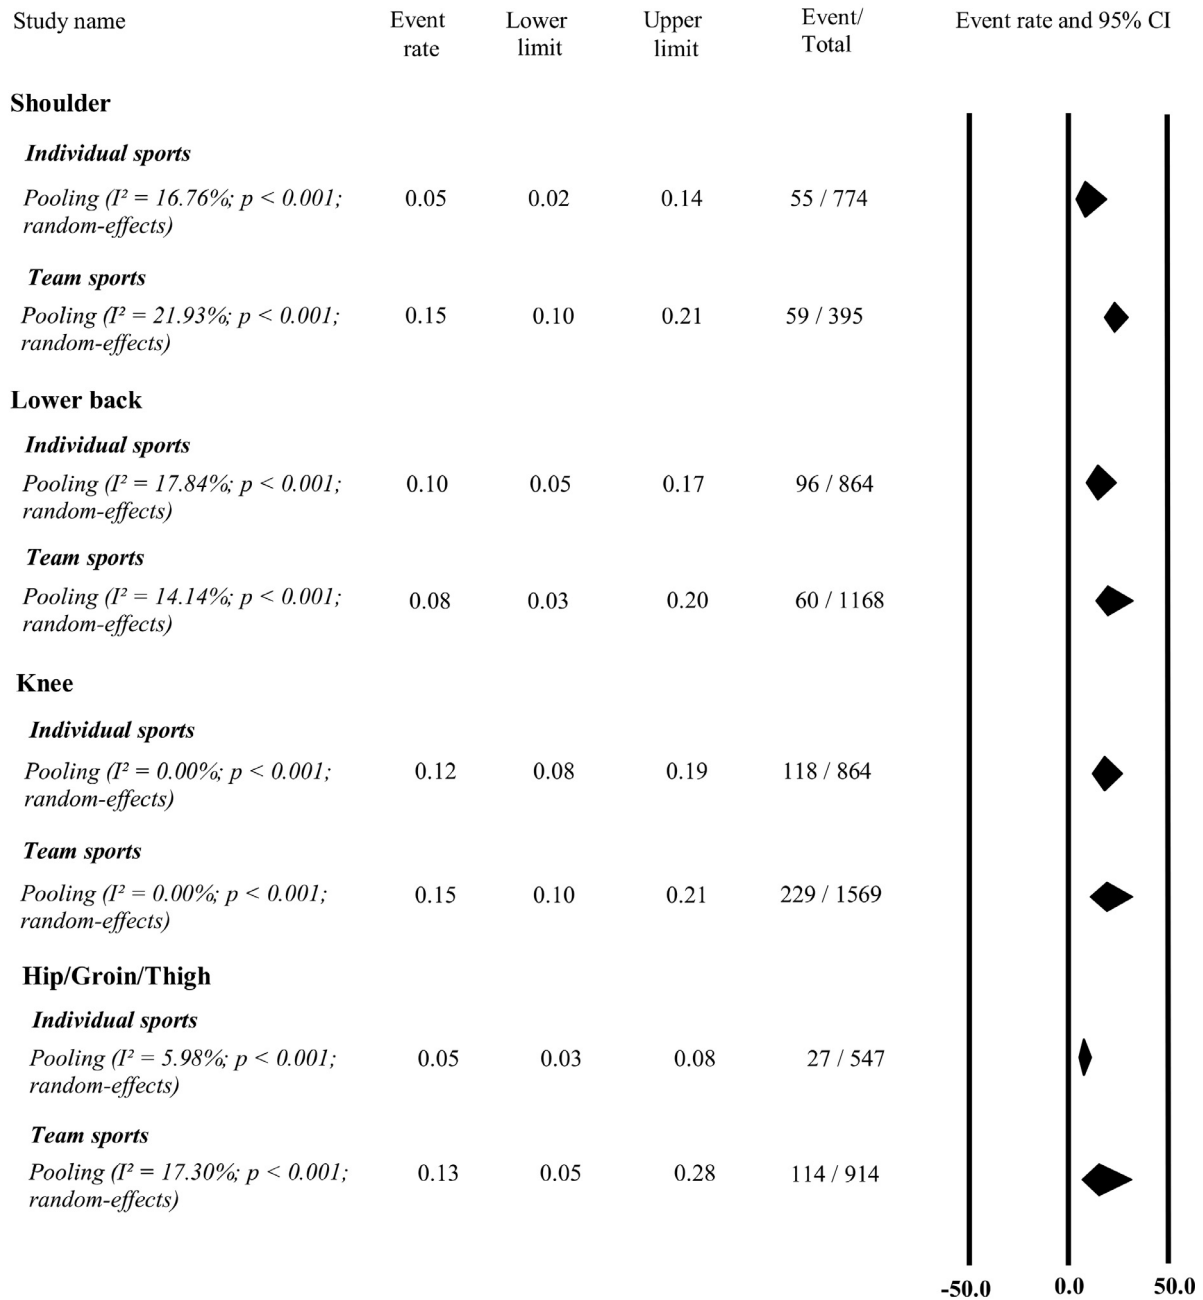 Study name Event rate Lower limit Upper limit Event/ Total Event rate and 95% CI
Shoulder
Individual sports
Pooling (I² = 16.76%; p < 0.001; 0.05 0.02 0.14 55 / 774
random-effects)
Team sports
Pooling (I² = 21.93%; p < 0.001; 0.15 0.10 0.21 59 / 395
random-effects)
Lower back
Individual sports
Pooling (I² = 17.84%; p < 0.001; 0.10 0.05 0.17 96 / 864
random-effects)
Team sports
Pooling (I² = 14.14%; p < 0.001; 0.08 0.03 0.20 60 / 1168
random-effects)
Knee
Individual sports
Pooling (I² = 0.00%; p < 0.001; 0.12 0.08 0.19 118 / 864
random-effects)
Team sports
Pooling (I² = 0.00%; p < 0.001; 0.15 0.10 0.21 229 / 1569
random-effects)
Hip/Groin/Thigh
Individual sports
Pooling (I² = 5.98%; p < 0.001; 0.05 0.03 0.08 27 / 547
random-effects)
Team sports
Pooling (I² = 17.30%; p < 0.001; 0.13 0.05 0.28 114 / 914
random-effects)
-50.0 0.0 50.0